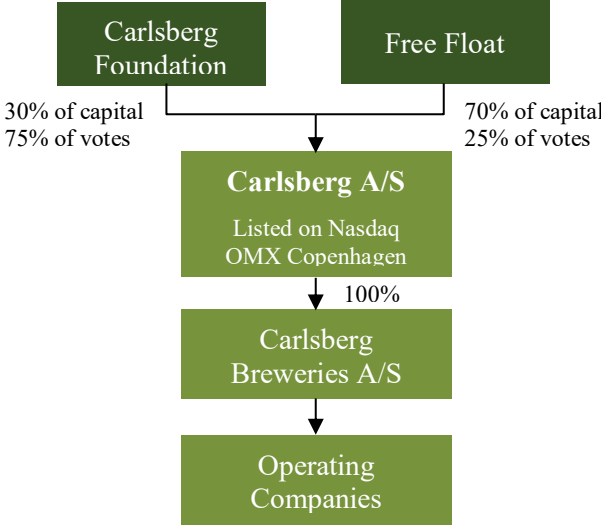 Carlsberg
Foundation
Free Float
30% of capital
75% of votes
70% of capital
25% of votes
Carlsberg A/S
Listed on Nasdaq
OMX Copenhagen
100%
Carlsberg
Breweries A/S
Operating
Companies